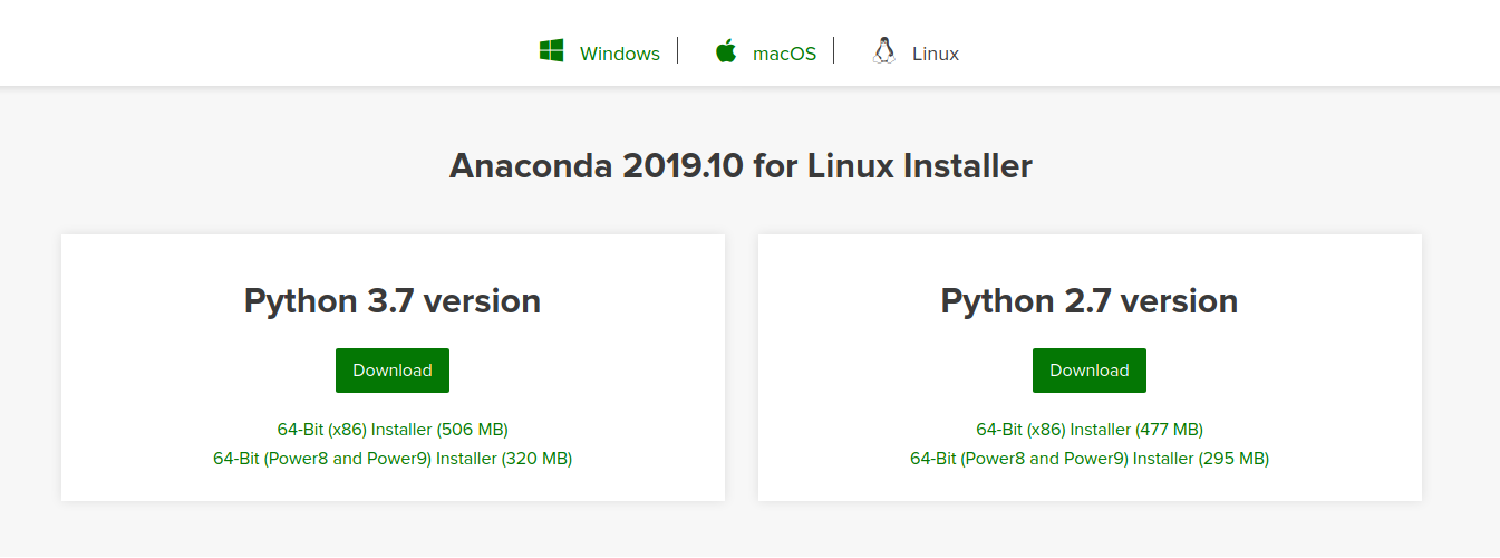 Windows macOS Linux
Anaconda 2019.10 for Linux Installer
Python 3.7 version
Download
64-Bit (x86) Installer (506 MB)
64-Bit (Power8 and Power9) Installer (320 MB)
Python 2.7 version
Download
64-Bit (x86) Installer (477 MB)
64-Bit (Power8 and Power9) Installer (295 MB)